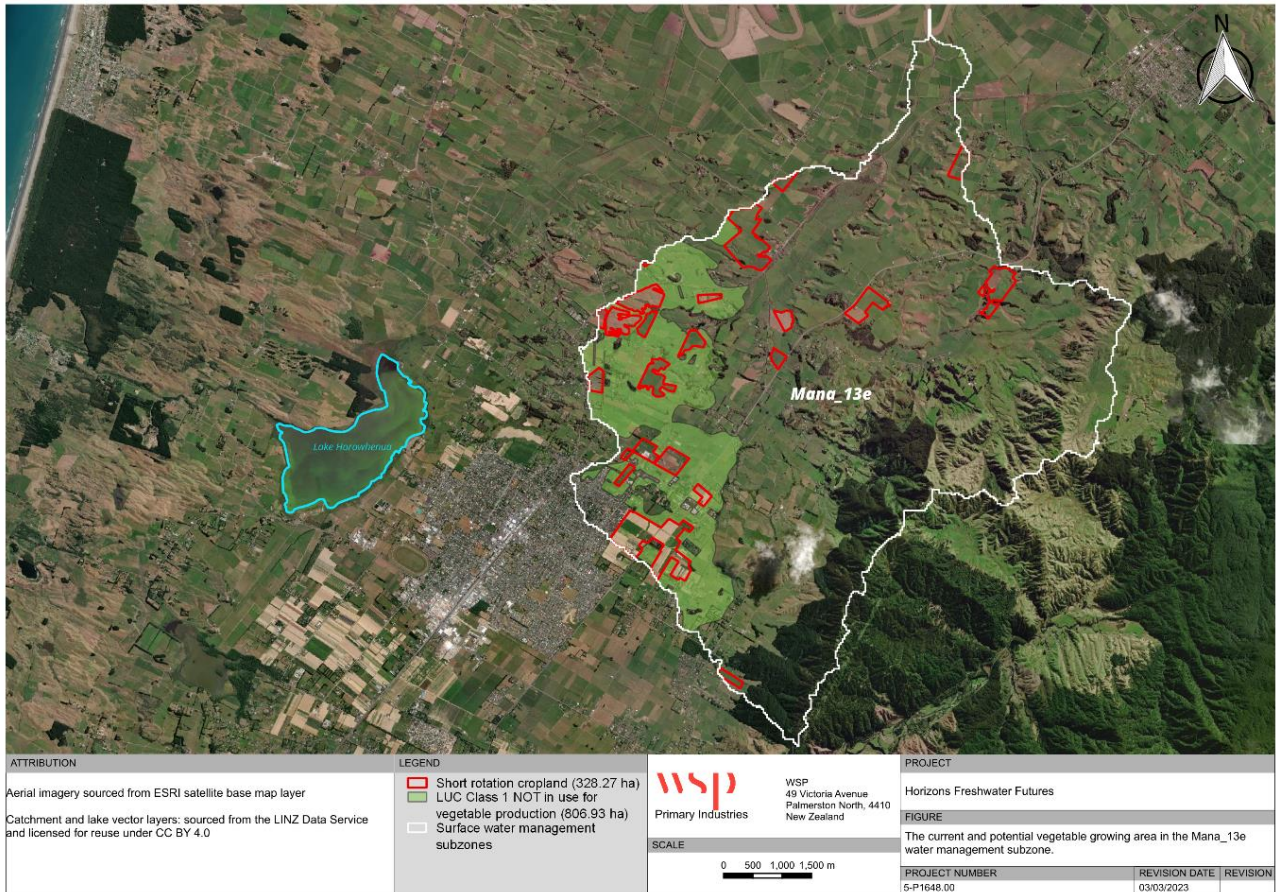 N
Mana_13e
Lake Horowhenua
ATTRIBUTION
Aerial imagery sourced from ESRI satellite base map layer
Catchment and lake vector layers: sourced from the LINZ Data Service
and licensed for reuse under CC BY 4.0
LEGEND
Short rotation cropland (328.27 ha)
LUC Class 1 NOT in use for
vegetable production (806.93 ha)
Surface water management
subzones
wsp
Primary Industries
WSP
49 Victoria Avenue
Palmerston North, 4410
New Zealand
SCALE
0 500 1,000 1,500 m
PROJECT
Horizons Freshwater Futures
FIGURE
The current and potential vegetable growing area in the Mana_13e
water management subzone.
PROJECT NUMBER REVISION DATE REVISION
5-P1648.00 03/03/2023